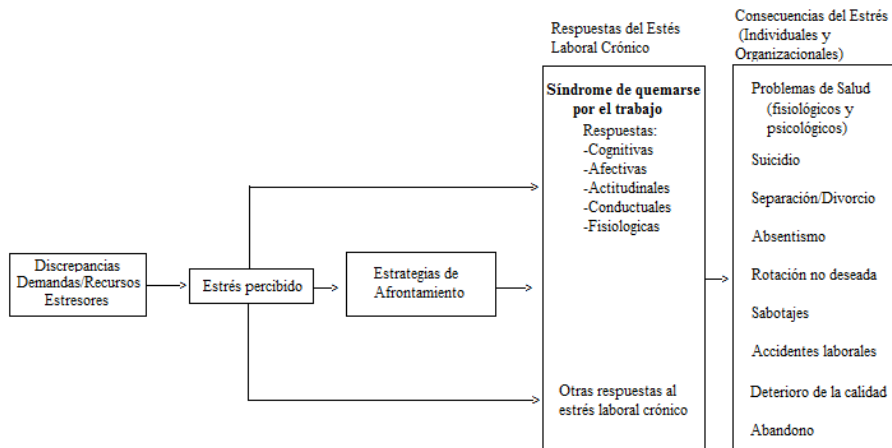 Discrepancias
Demandas/Recursos
Estresores
Estrés percibido
Estrategias de
Afrontamiento
Respuestas del Estés
Laboral Crónico
Síndrome de quemarse
por el trabajo
Respuestas:
-Cognitivas
-Afectivas
-Actitudinales
-Conductuales
-Fisiologicas
Otras respuestas al
estrés laboral crónico
Consecuencias del Estrés
(Individuales y
Organizacionales)
Problemas de Salud
(fisiológicos y
psicológicos)
Suicidio
Separación/Divorcio
Absentismo
Rotación no deseada
Sabotajes
Accidentes laborales
Deterioro de la calidad
Abandono